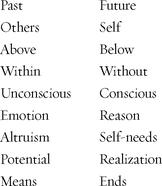 Past Future
Others Self
Above Below
Within Without
Unconscious Conscious
Emotion Reason
Altruism Self-needs
Potential Realization
Means Ends